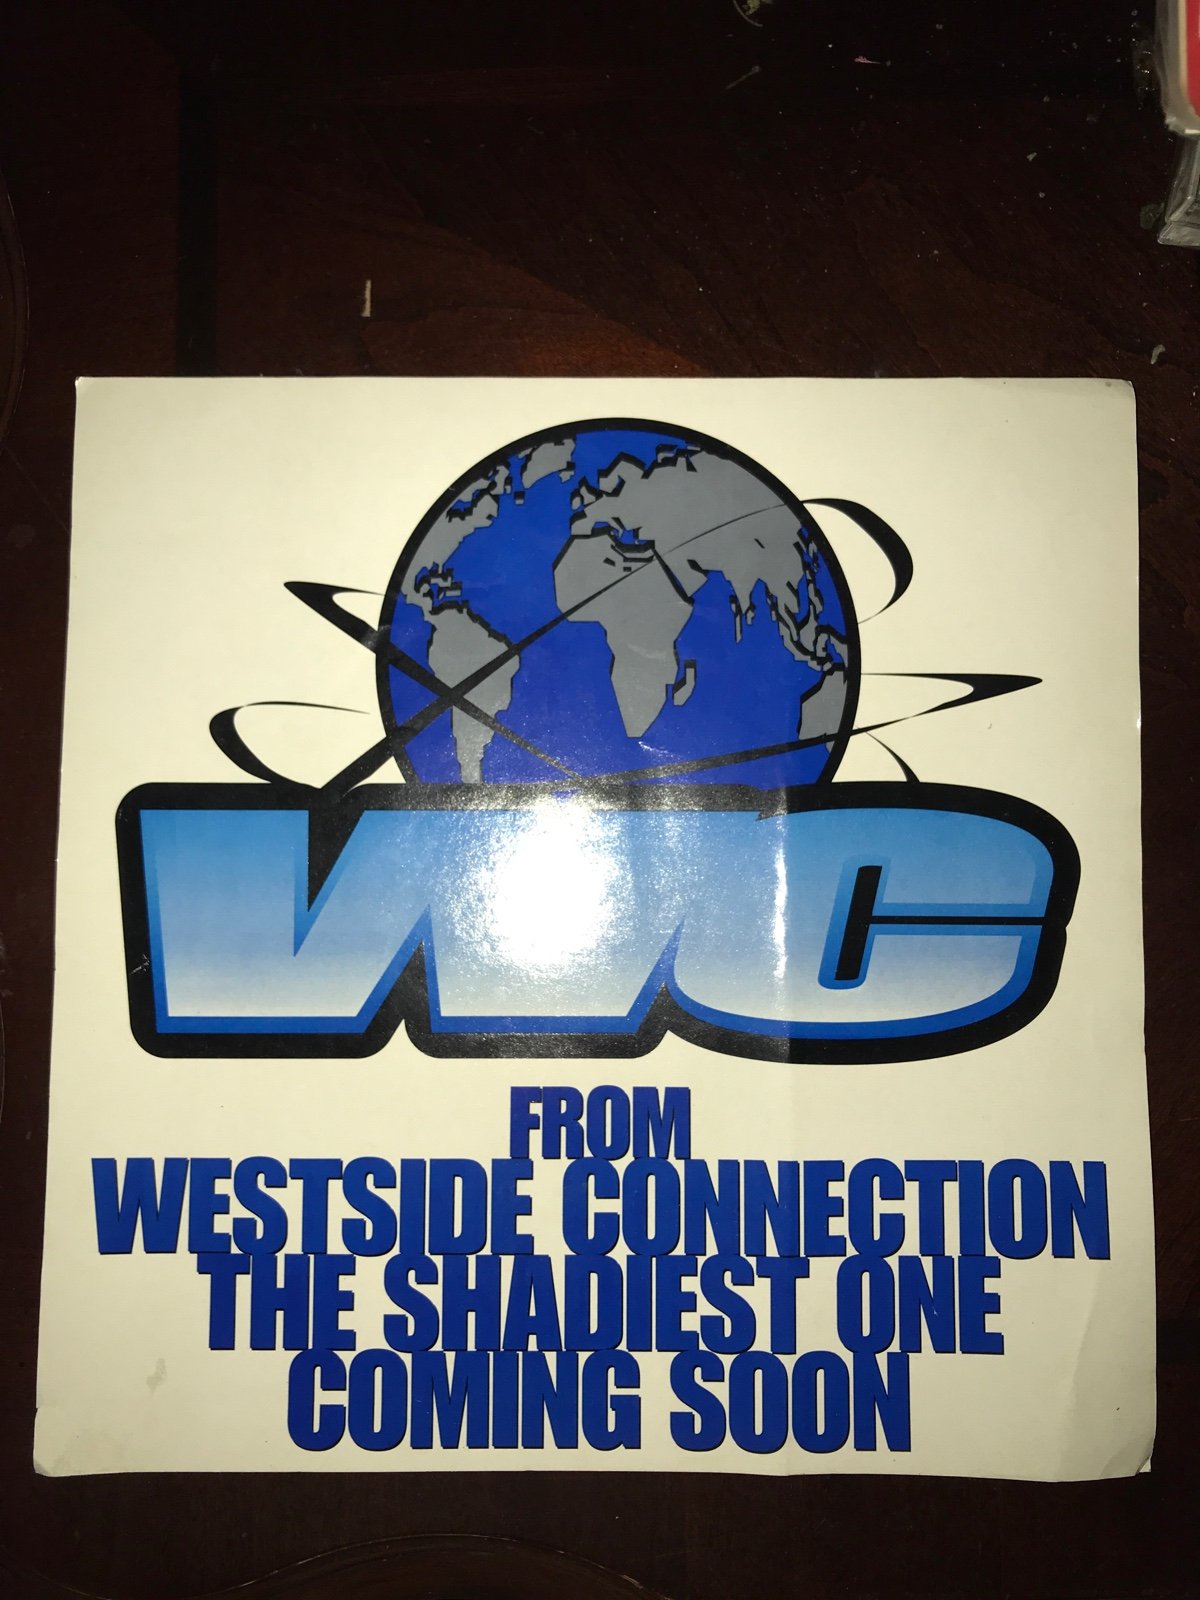 WC
FROM
WESTSIDE CONNECTION
THE SHADIEST ONE
COMING SOON